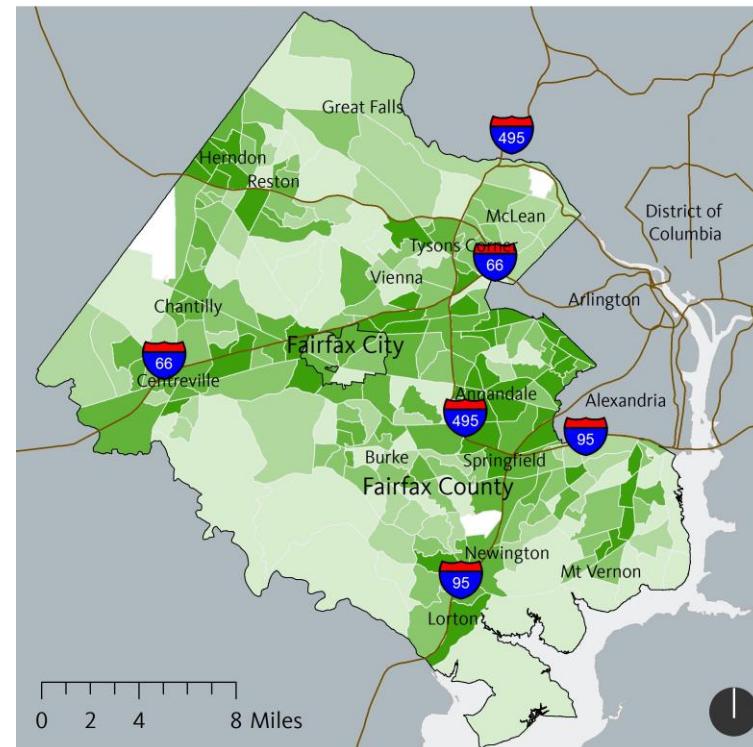 Great Falls
495
Herndon
Reston
McLean
District of
Columbia
Tysons Corner
66
Vienna
Arlington
Chantilly
Fairfax City
66
Centreville
Annandale
495
Alexandria
95
Burke
Springfield
Fairfax County
Newington
95
Mt Vernon
Lorton
0 2 4 8 Miles